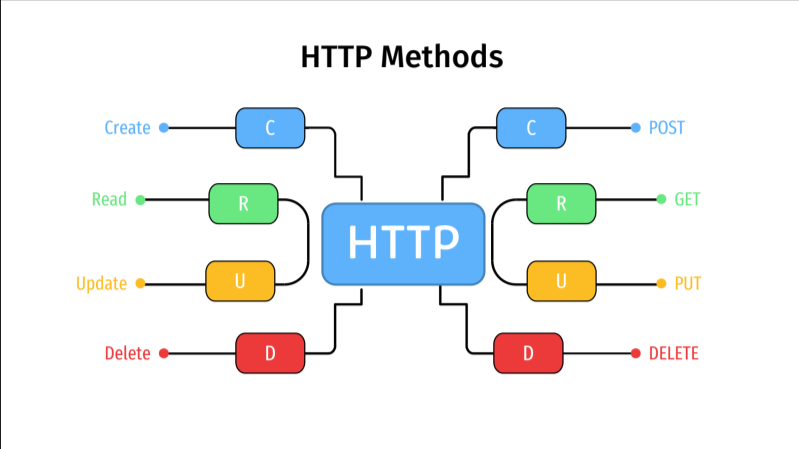 HTTP Methods
Create C C POST
Read R R GET
HTTP
Update U U PUT
Delete D D DELETE